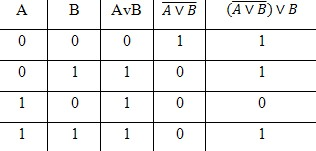 A B AvB A̅ ̅∨̅ ̅B̅ (A̅ ̅∨̅ ̅B̅) ∨ B
0 0 0 1 1
0 1 1 0 1
1 0 1 0 0
1 1 1 0 1